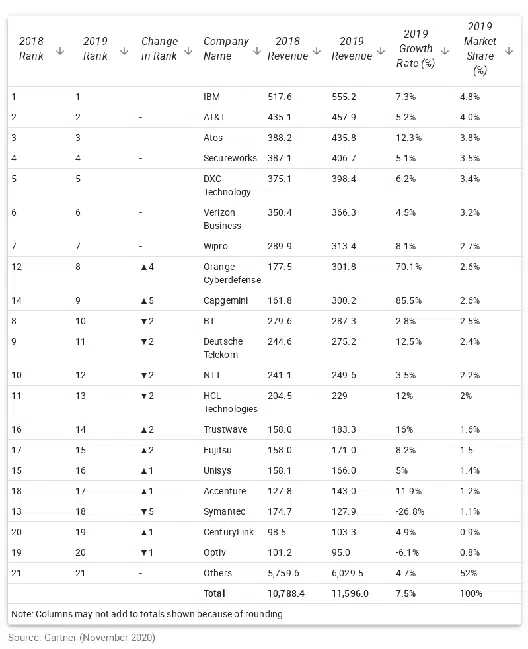 2018 Rank 2019 Rank Change in Rank Company Name 2018 Revenue 2019 Revenue 2019 Growth Rate (%) 2019 Market Share (%)
1 1 IBM 517.6 555.2 7.3% 4.8%
2 2 - AT&T 435.1 457.9 5.2% 4.0%
3 3 Atos 388.2 435.8 12.3% 3.8%
4 4 - Secureworks 387.1 406.7 5.1% 3.5%
5 5 DXC Technology 375.1 398.4 6.2% 3.4%
6 6 - Verizon Business 350.4 366.3 4.5% 3.2%
7 7 - Wipro 289.9 313.4 8.1% 2.7%
12 8 ▲4 Orange Cyberdefense 177.5 301.8 70.1% 2.6%
14 9 ▲5 Capgemini 161.8 300.2 85.5% 2.6%
8 10 ▼2 BT 279.6 287.3 2.8% 2.5%
9 11 ▼2 Deutsche Telekom 244.6 275.2 12.5% 2.4%
10 12 ▼2 NTT 241.1 249.6 3.5% 2.2%
11 13 ▼2 HCL Technologies 204.5 229 12% 2%
16 14 ▲2 Trustwave 158.0 183.3 16% 1.6%
17 15 ▲2 Fujitsu 158.0 171.0 8.2% 1.5
15 16 ▲1 Unisys 158.1 166.0 5% 1.4%
18 17 ▲1 Accenture 127.8 143.0 11.9% 1.2%
13 18 ▼5 Symantec 174.7 127.9 -26.8% 1.1%
20 19 ▲1 CenturyLink 98.5 103.3 4.9% 0.9%
19 20 ▼1 Optiv 101.2 95.0 -6.1% 0.8%
21 21 - Others 5,759.6 6,029.5 4.7% 52%
Total 10,788.4 11,596.0 7.5% 100%
Note: Columns may not add to totals shown because of rounding
Source: Gartner (November 2020)